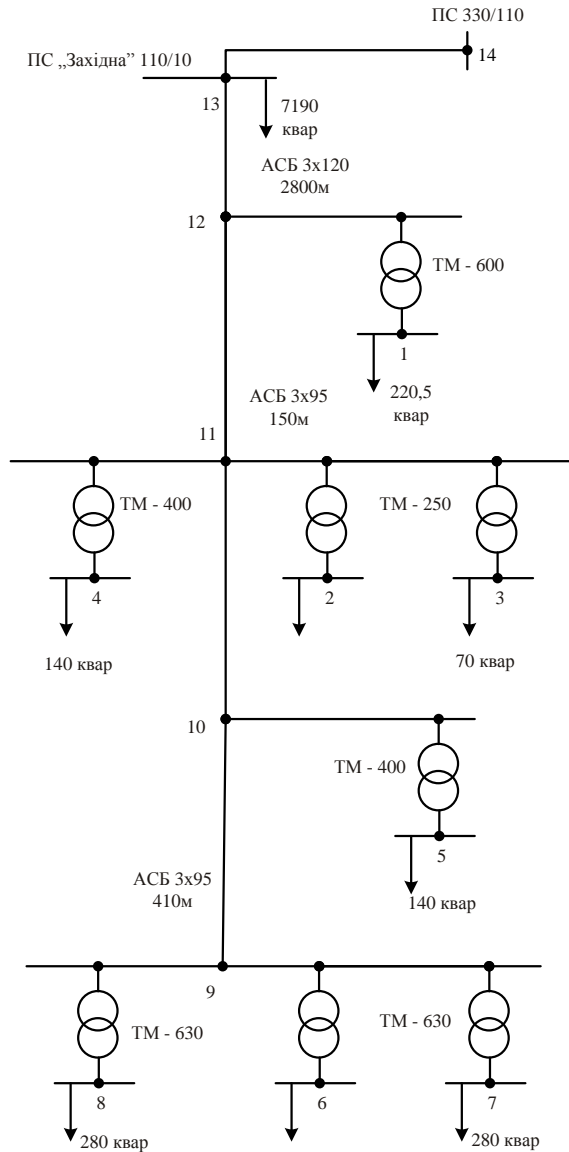 ПС 330/110
14
ПС „Західна” 110/10
13
7190
квар
АСБ 3х120
2800м
12
ТМ - 600
1
220,5
квар
АСБ 3х95
150м
11
ТМ - 400
ТМ - 250
4
2
3
140 квар
70 квар
10
ТМ - 400
5
140 квар
АСБ 3х95
410м
9
ТМ - 630
ТМ - 630
8
6
7
280 квар
280 квар